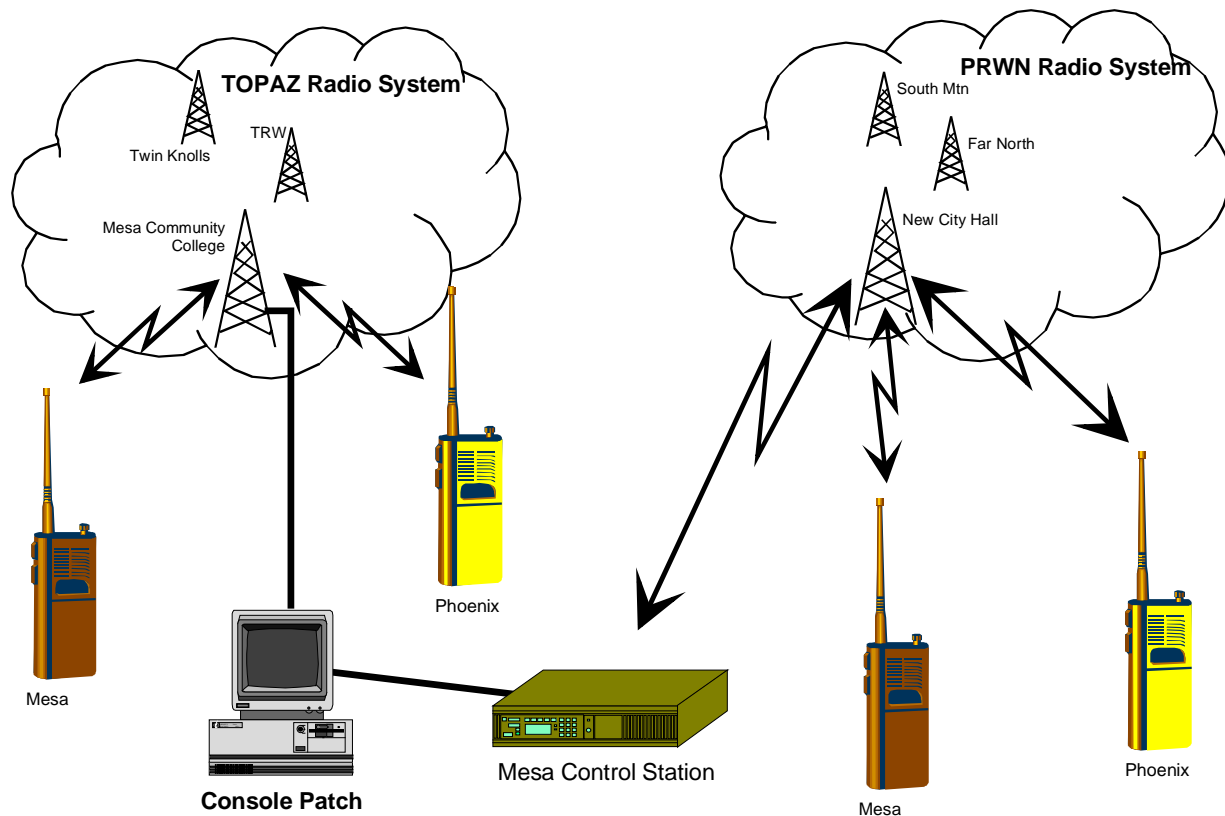 TOPAZ Radio System
Twin Knolls
TRW
Mesa Community
College
PRWN Radio System
South Mtn
Far North
New City Hall
Mesa
Phoenix
Console Patch
Mesa Control Station
Mesa
Phoenix